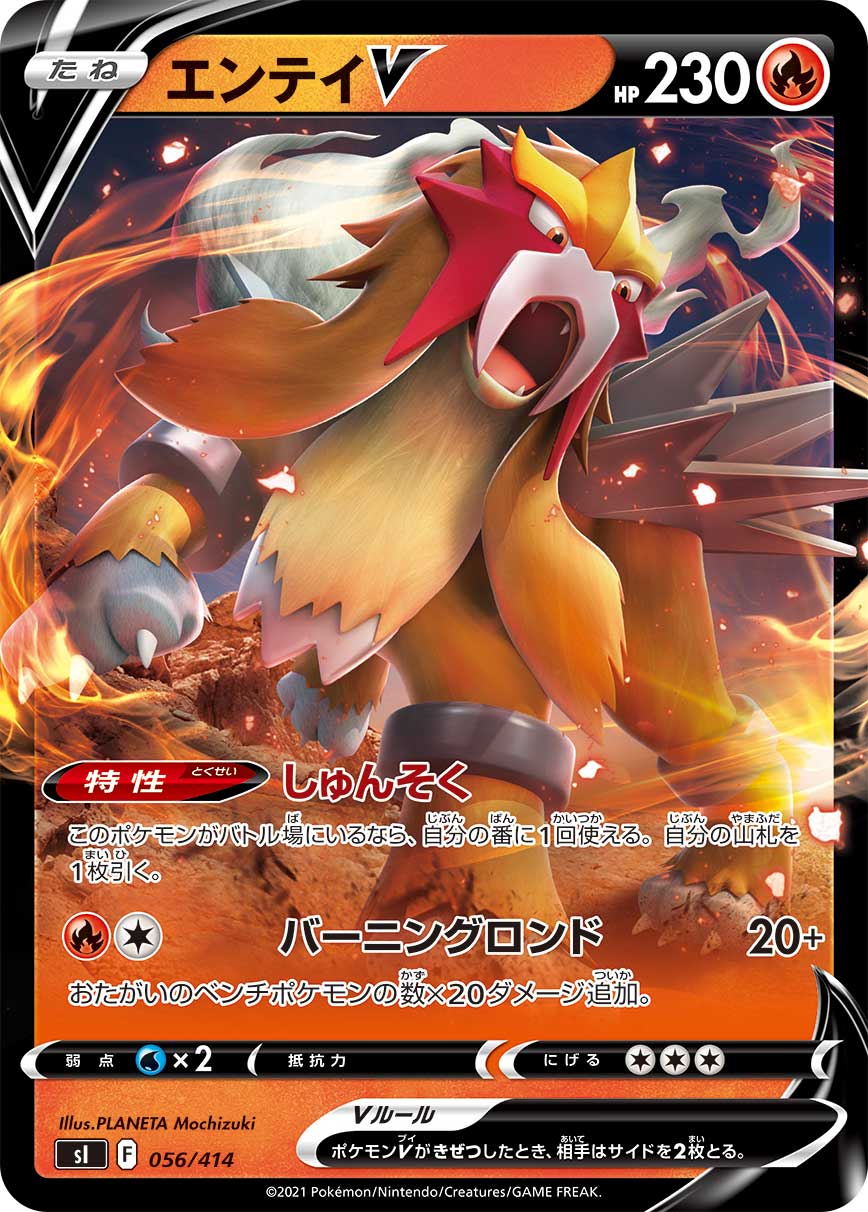 たね エンテイV HP 230
特性 とくせい しゅんそく
このポケモンがバトル場にいるなら、自分の番に1回使える。自分の山札を
1枚引く。
バーニングロンド 20+
おたがいのベンチポケモンの数×20ダメージ追加。
弱点 ×2 抵抗力 にげる
Illus.PLANETA Mochizuki
Vルール
ポケモンVがきぜつしたとき、相手はサイドを2枚とる。
sI F 056/414
©2021 Pokémon/Nintendo/Creatures/GAME FREAK.